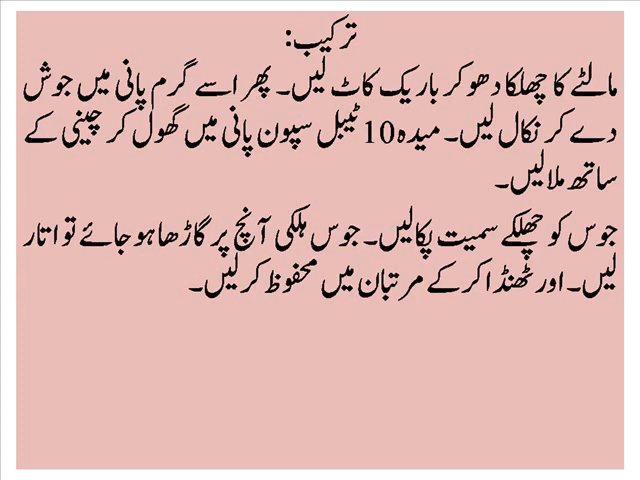 ترکیب:
مالٹے کا چھلکا دھو کر باریک کاٹ لیں۔ پھر اسے گرم پانی میں جوش
دے کر نکال لیں۔ میدہ 10 ٹیبل سپون پانی میں گھول کر چینی کے
ساتھ ملا لیں۔
جوس کو چھلکے سمیت پکالیں۔ جوس ہلکی آنچ پر گاڑھا ہو جائے تو اتار
لیں۔ اور ٹھنڈا کر کے مرتبان میں محفوظ کر لیں۔